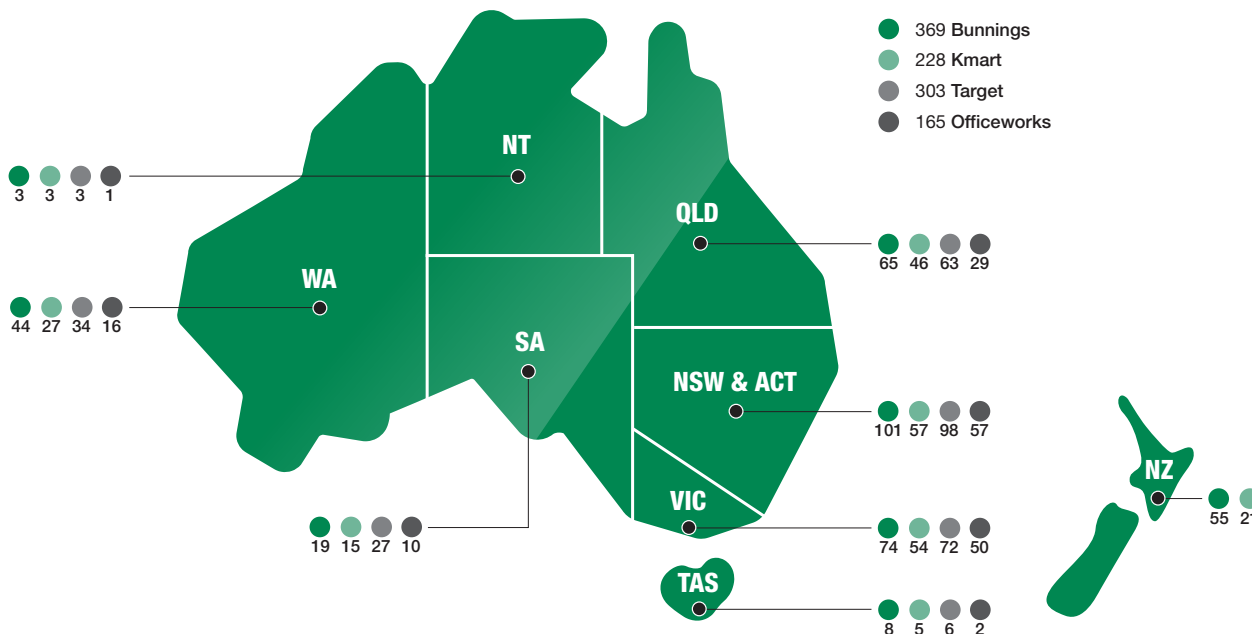 369 Bunnings
228 Kmart
303 Target
165 Officeworks
NT
3 3 3 1
QLD
65 46 63 29
WA
44 27 34 16
SA
19 15 27 10
NSW & ACT
101 57 98 57
VIC
74 54 72 50
TAS
8 5 6 2
NZ
55 21